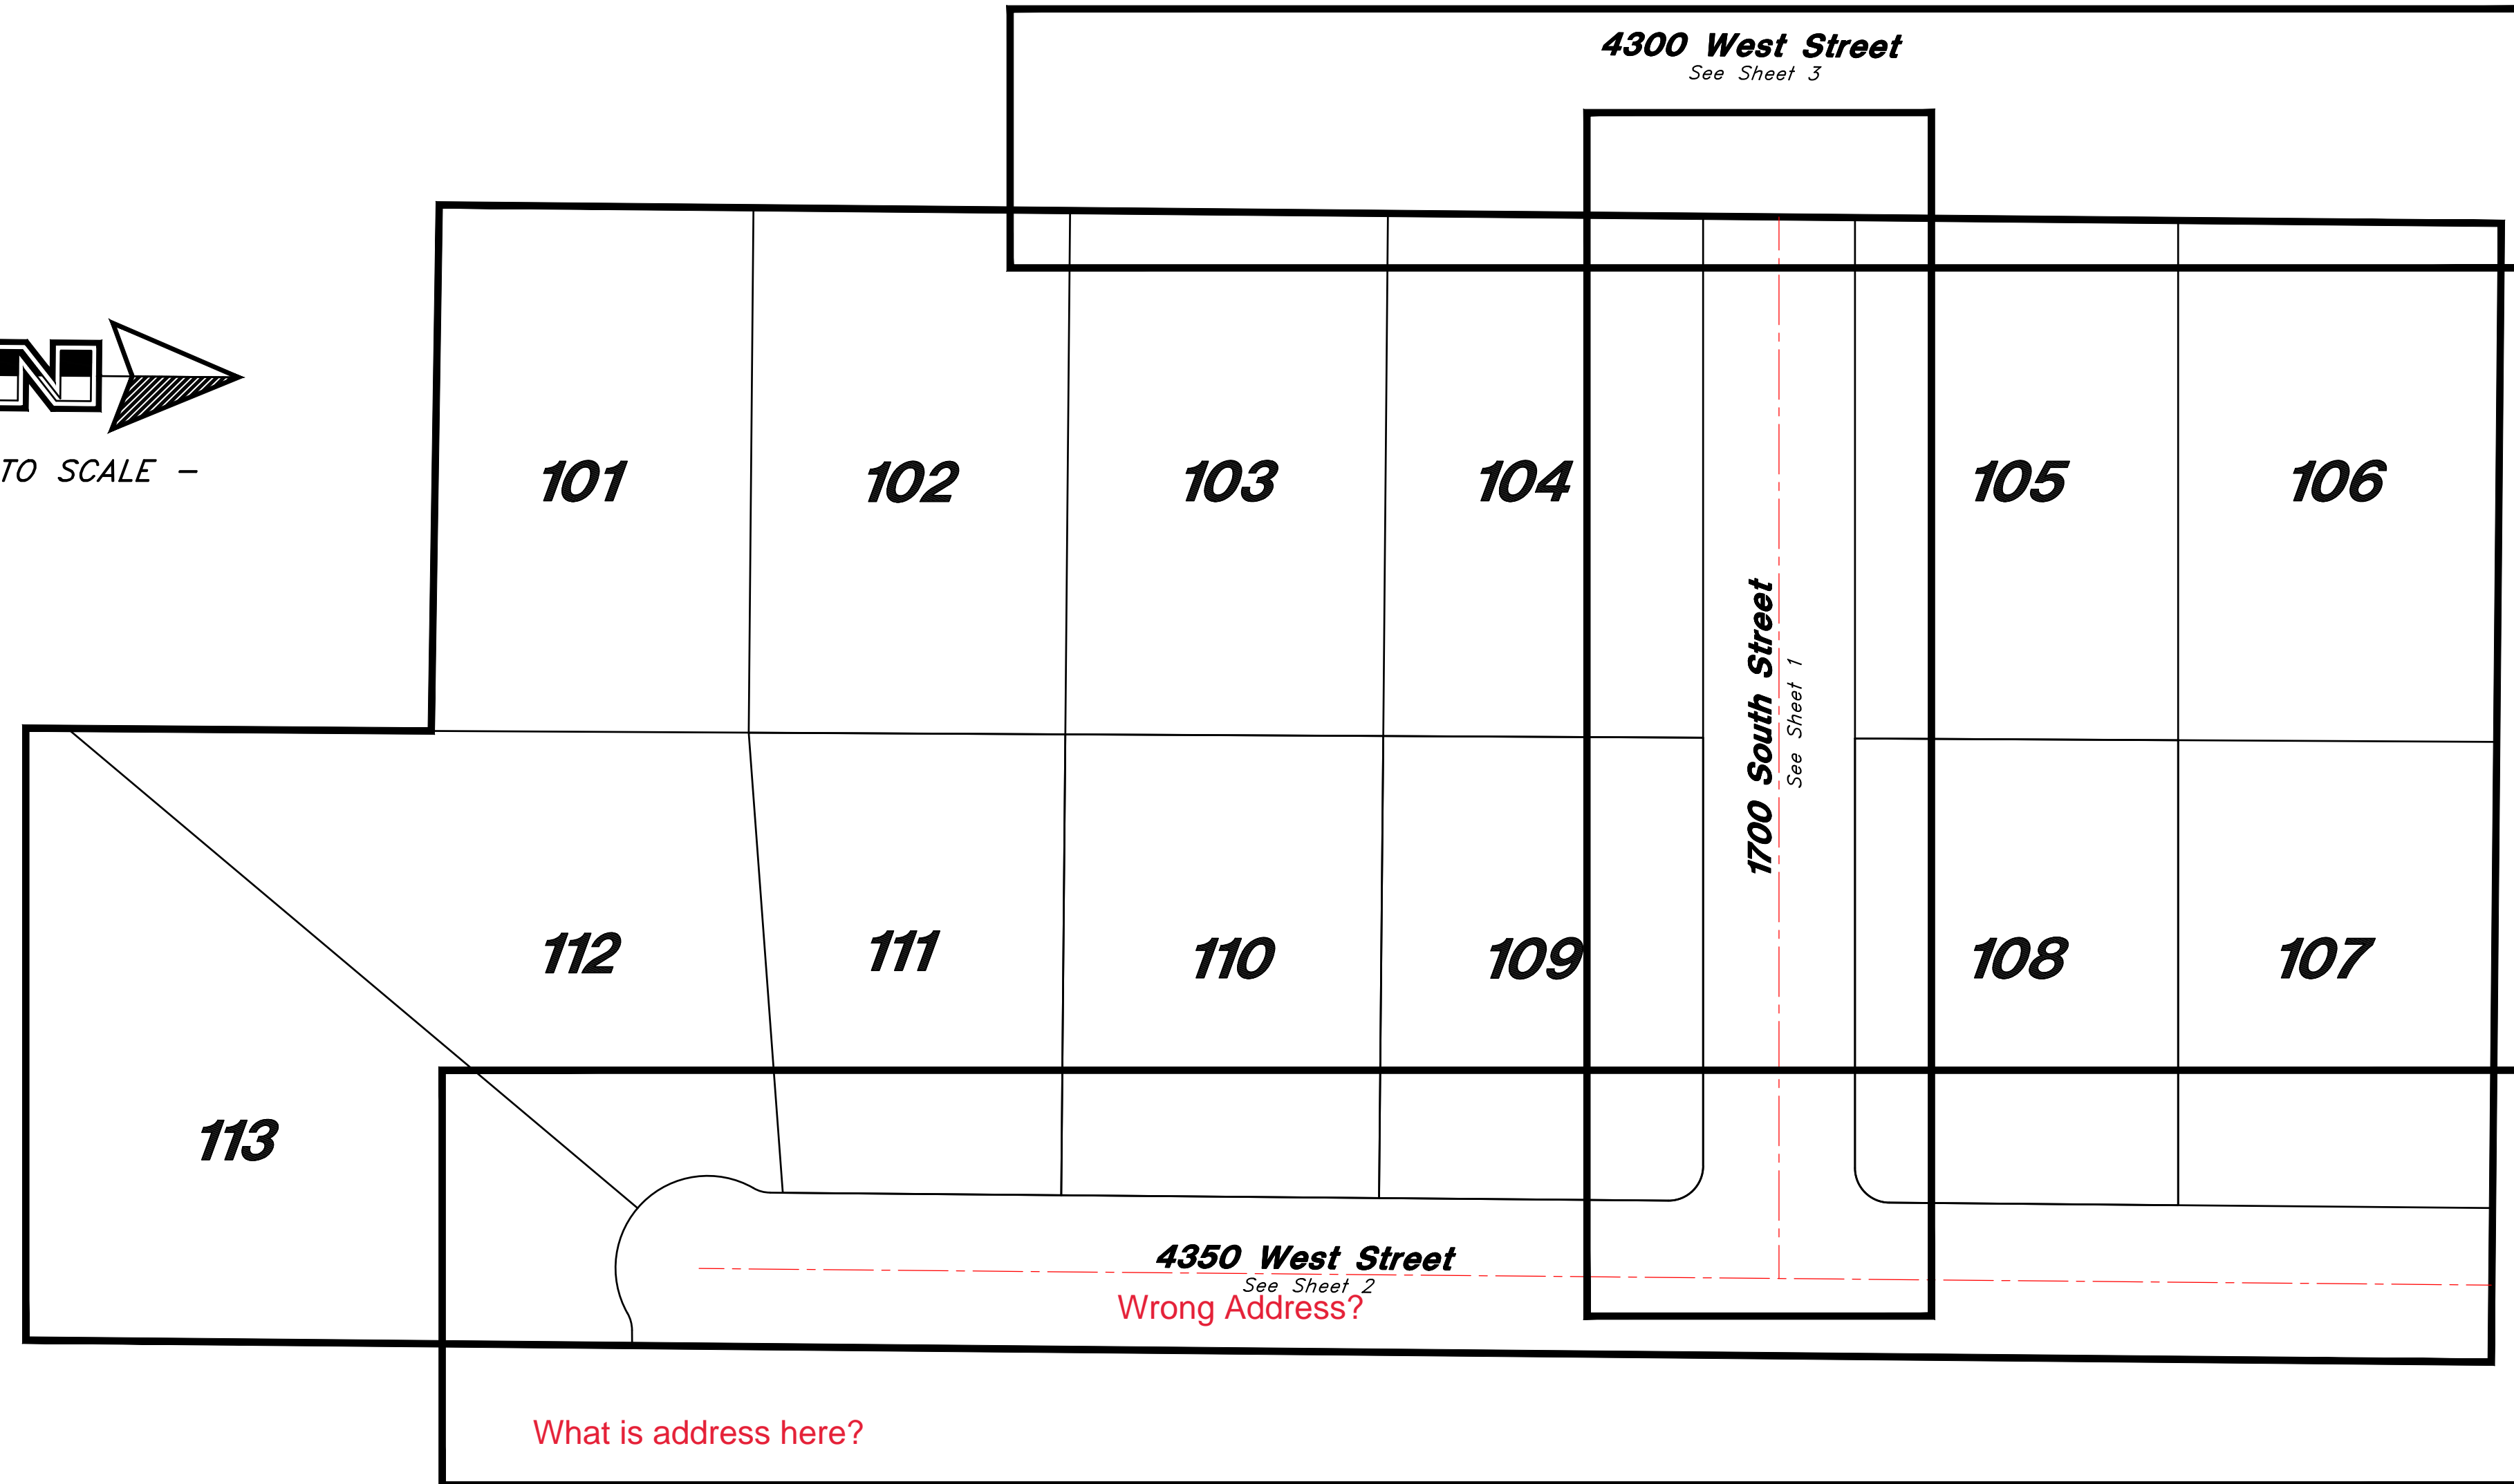 4300 West Street
See Sheet 3
N
TO SCALE -
101
102
103
104
105
106
1700 South Street
See Sheet 1
112
111
110
109
108
107
113
4350 West Street
See Sheet 2
Wrong Address?
What is address here?